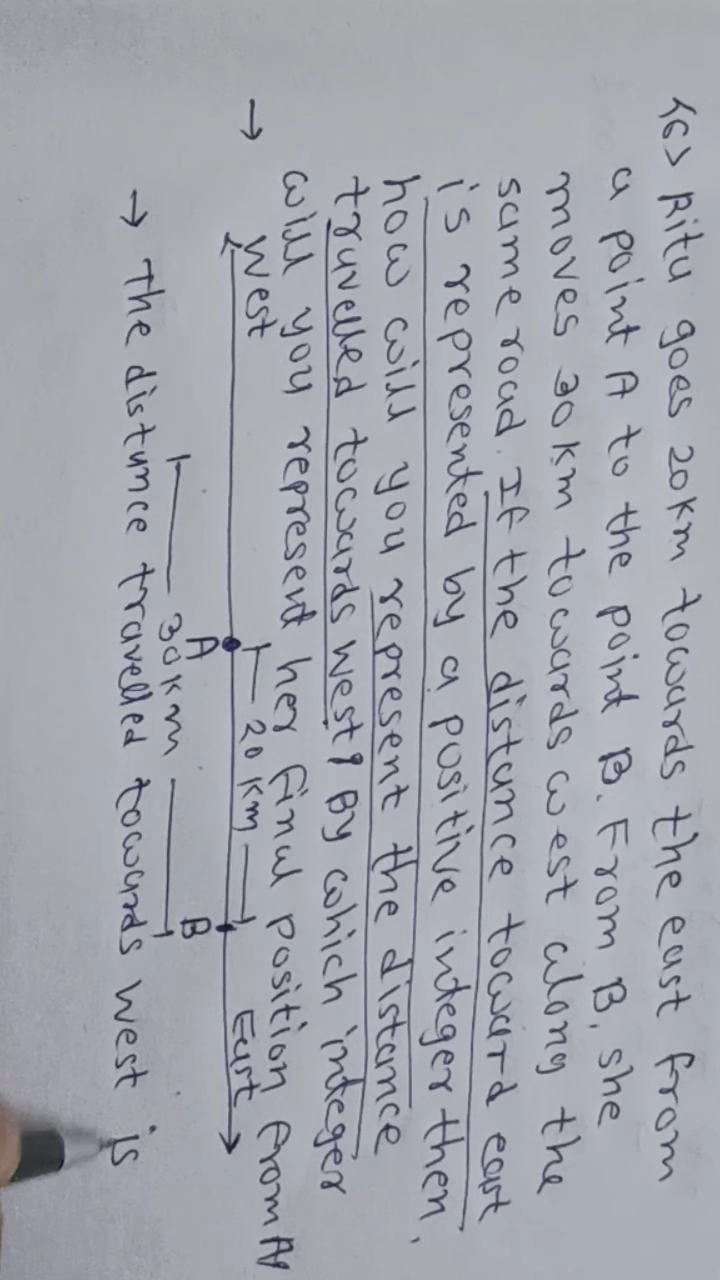 <6> Ritu goes 20km towards the east from
a point A to the point B. From B, she
moves 30km towards west along the
same road. If the distance toward east
is represented by a positive integer then,
how will you represent the distance
travelled towards west? By which integer
will you represent her final position from A?
→
West East
A 20 km B
30km
→ The distance travelled towards west is